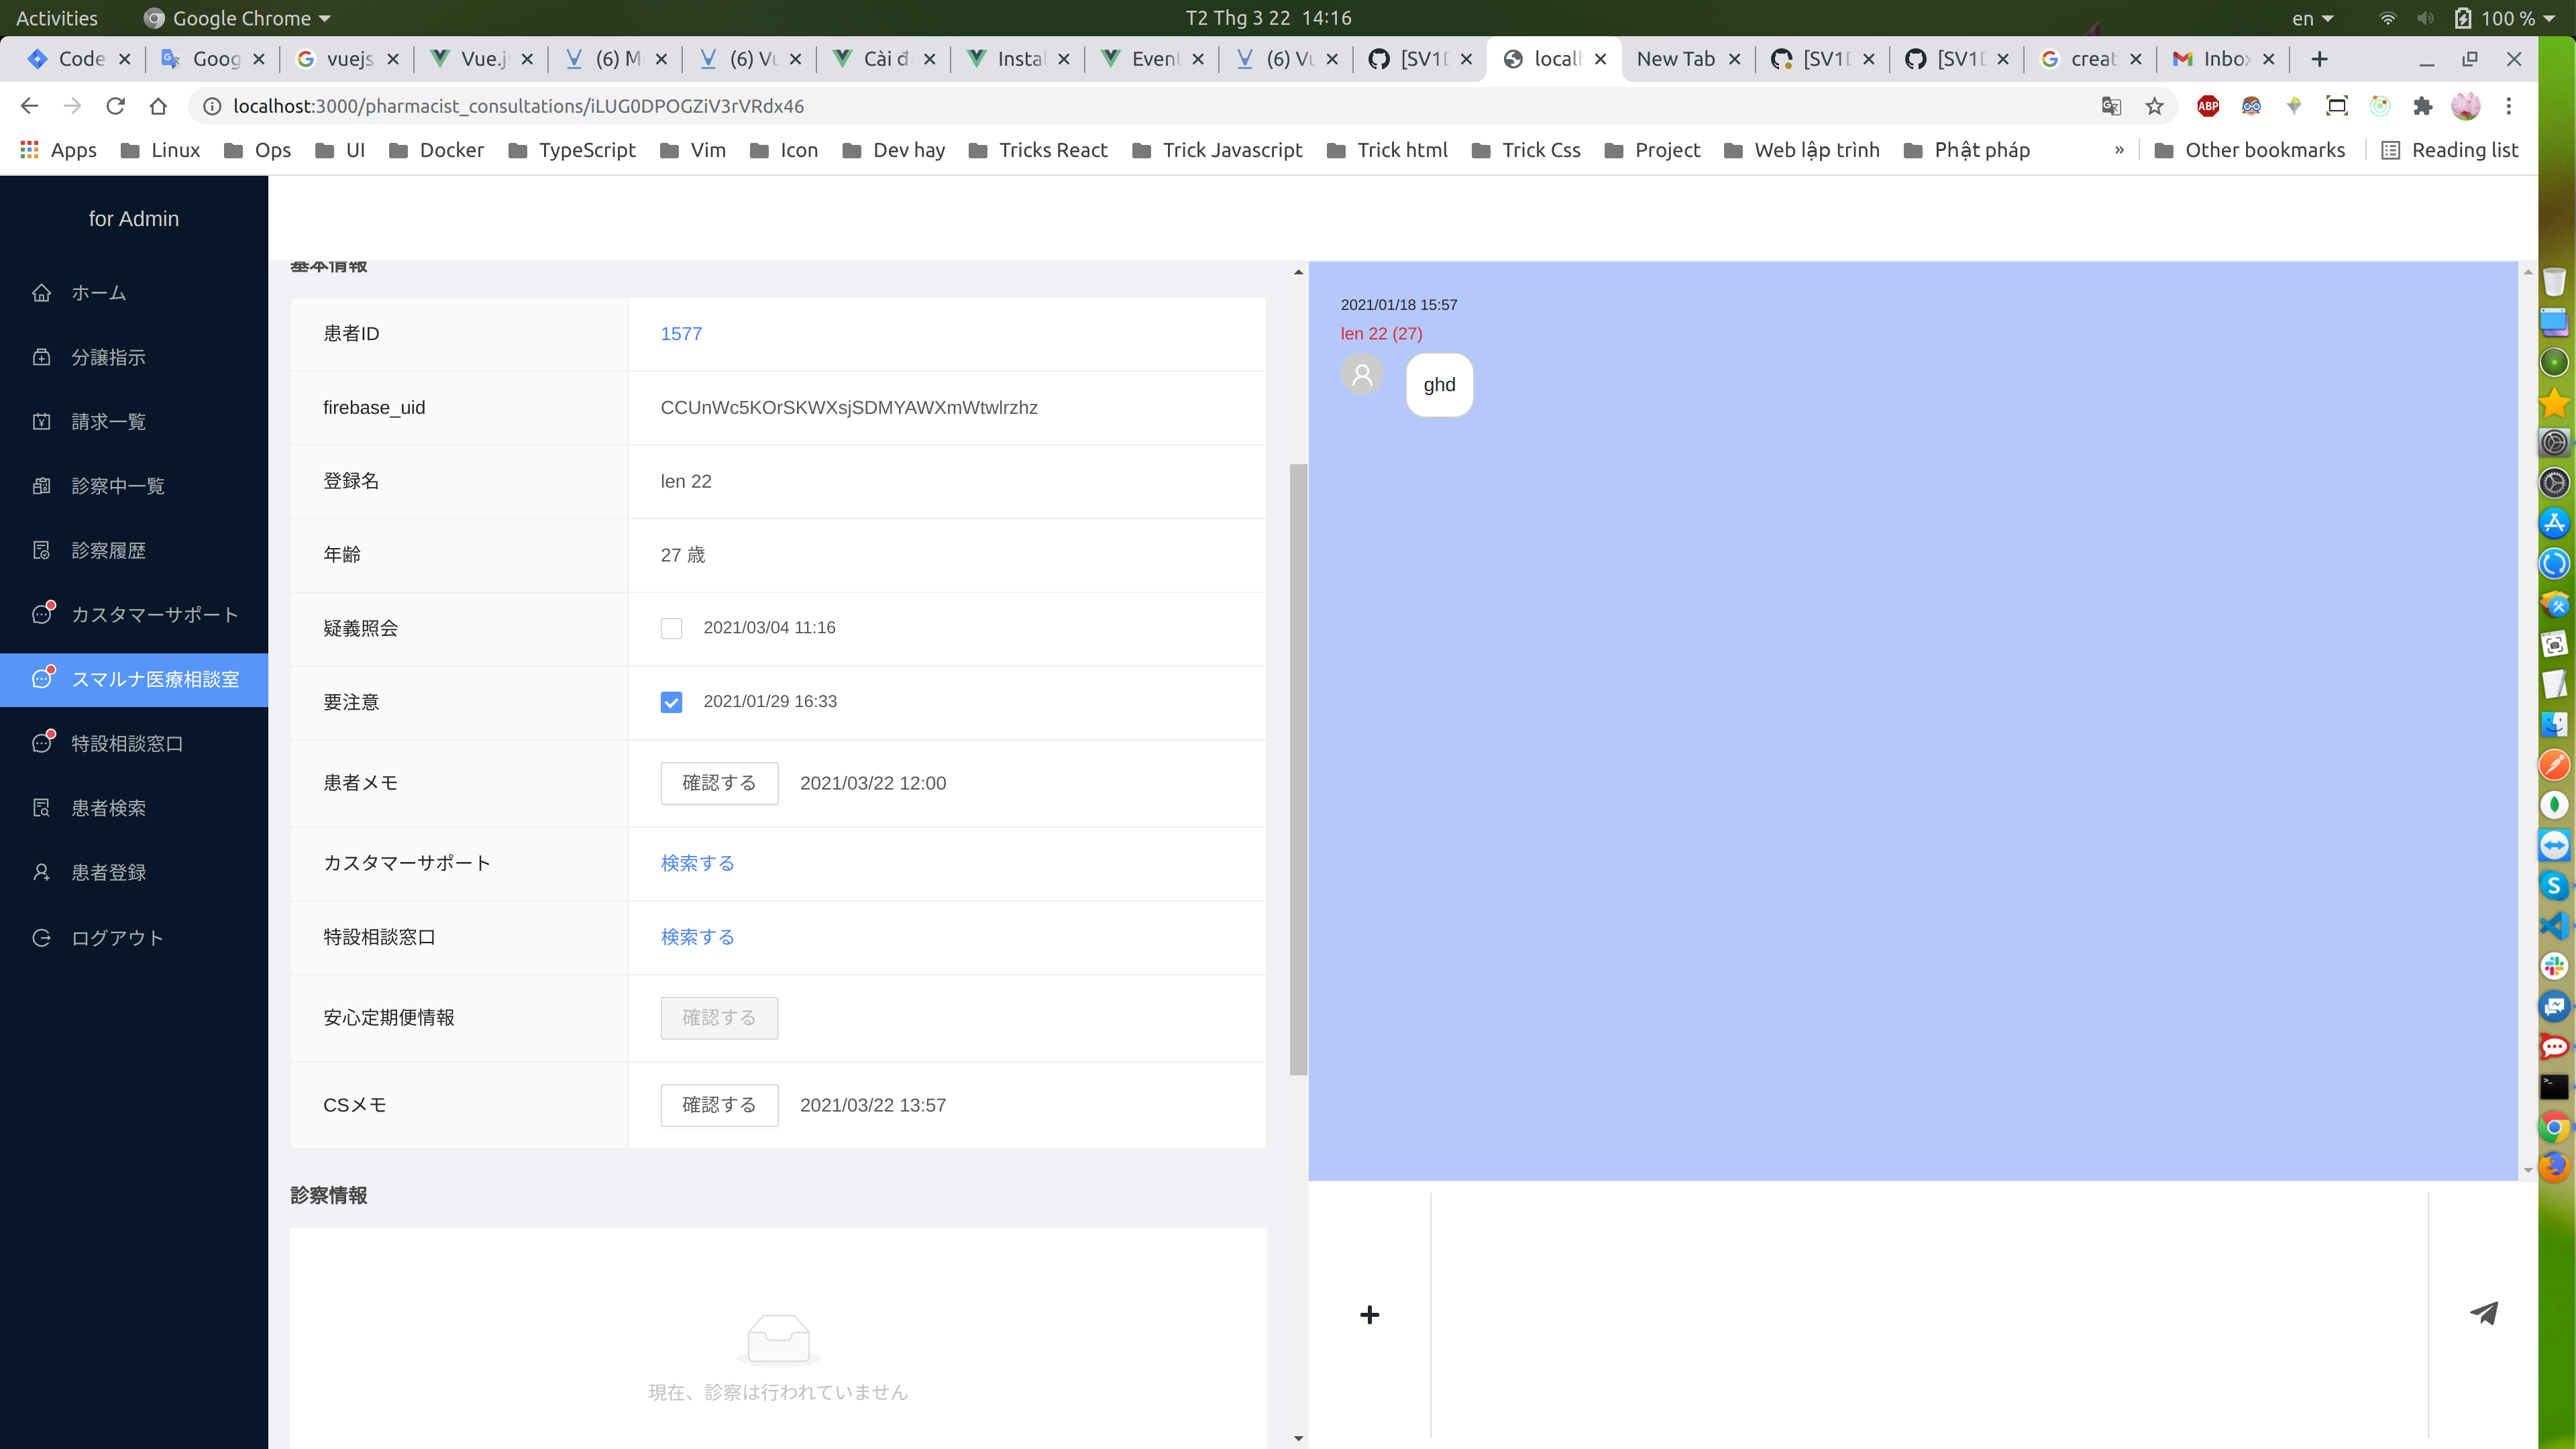 Activities
Google Chrome
T2 Thg 3 22 14:16
en
100 %
Code
Goog
vuejs
Vue.js
(6) M
(6) Vu
Cài đ
Instal
Event
(6) Vu
[SV1D
localh
New Tab
[SV1D
[SV1D
creat
Inbox
localhost:3000/pharmacist_consultations/iLUG0DPOGZiV3rVRdx46
ABP
Apps
Linux
Ops
UI
Docker
TypeScript
Vim
Icon
Dev hay
Tricks React
Trick Javascript
Trick html
Trick Css
Project
Web lập trình
Phật pháp
»
Other bookmarks
Reading list
for Admin
ホーム
分譲指示
請求一覧
診察中一覧
診察履歴
カスタマーサポート
スマルナ医療相談室
特設相談窓口
患者検索
患者登録
ログアウト
基本情報
患者ID
1577
firebase_uid
CCUnWc5KOrSKWXsjSDMYAWXmWtwlrzhz
登録名
len 22
年齢
27 歳
疑義照会
2021/03/04 11:16
要注意
2021/01/29 16:33
患者メモ
確認する
2021/03/22 12:00
カスタマーサポート
検索する
特設相談窓口
検索する
安心定期便情報
確認する
CSメモ
確認する
2021/03/22 13:57
診察情報
現在、診察は行われていません
2021/01/18 15:57
len 22 (27)
ghd